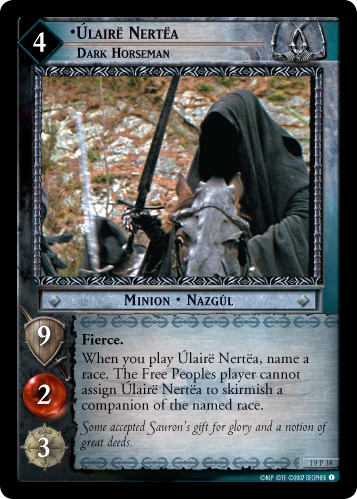 4
•Úlairë Nertëa
Dark Horseman
Minion • Nazgûl
9
2
3
Fierce.
When you play Úlairë Nertëa, name a
race. The Free Peoples player cannot
assign Úlairë Nertëa to skirmish a
companion of the named race.
Some accepted Sauron's gift for glory and a notion of
great deeds.
19 P 38
©NLP ™TE ©2007 DECIPHER